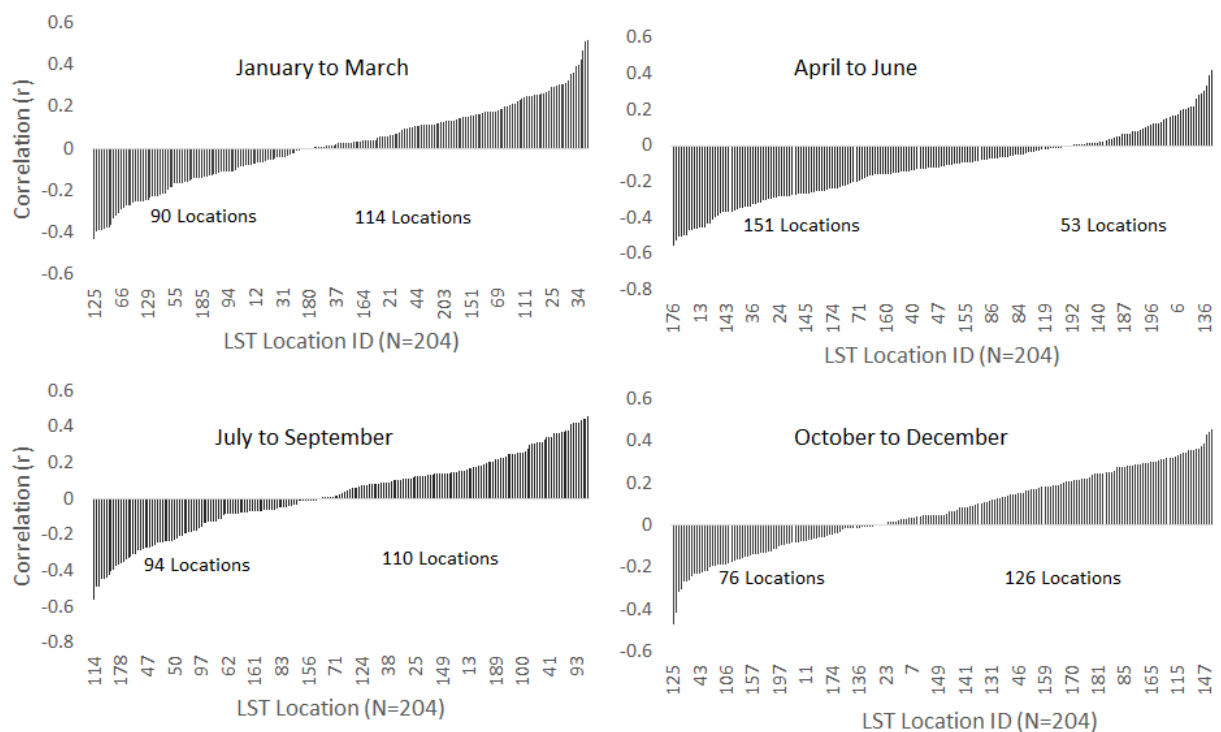 January to March
Correlation (r)
0.6
0.4
0.2
0
-0.2
-0.4
-0.6
90 Locations 114 Locations
125 66 129 55 185 94 12 31 180 37 164 21 44 203 151 69 111 25 34
LST Location ID (N=204)
April to June
0.6
0.4
0.2
0
-0.2
-0.4
-0.6
-0.8
151 Locations 53 Locations
176 13 143 36 24 145 174 71 160 40 47 155 86 84 119 192 140 187 196 6 136
LST Location ID (N=204)
July to September
Correlation (r)
0.6
0.4
0.2
0
-0.2
-0.4
-0.6
-0.8
94 Locations 110 Locations
114 178 47 50 97 62 161 83 156 71 124 38 25 149 13 189 100 41 93
LST Location (N=204)
October to December
0.6
0.4
0.2
0
-0.2
-0.4
-0.6
76 Locations 126 Locations
125 43 106 157 197 11 174 136 23 7 149 141 131 46 159 170 181 85 165 115 147
LST Location ID (N=204)